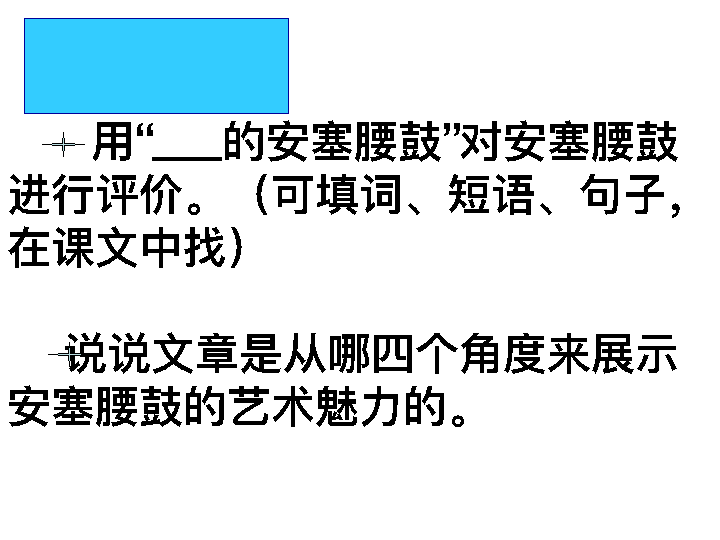 用“___的安塞腰鼓”对安塞腰鼓
进行评价。（可填词、短语、句子，
在课文中找）
说说文章是从哪四个角度来展示
安塞腰鼓的艺术魅力的。